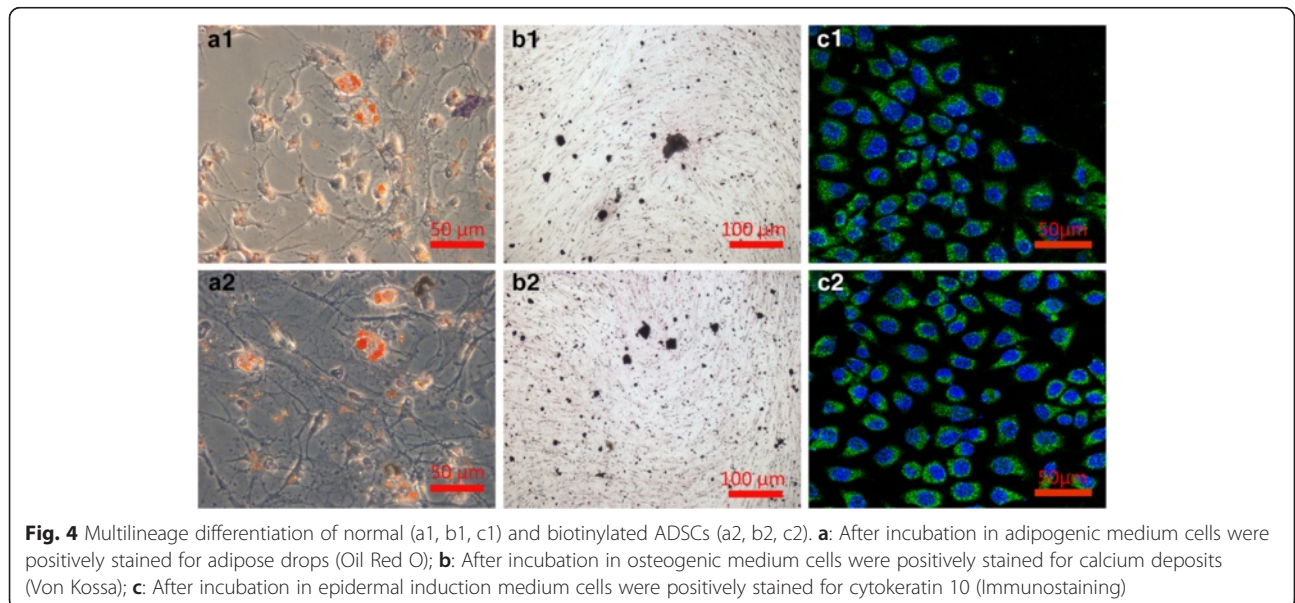 a1 b1 c1
50 µm 100 µm 50µm
a2 b2 c2
50 µm 100 µm 50µm
Fig. 4 Multilineage differentiation of normal (a1, b1, c1) and biotinylated ADSCs (a2, b2, c2). a: After incubation in adipogenic medium cells were
positively stained for adipose drops (Oil Red O); b: After incubation in osteogenic medium cells were positively stained for calcium deposits
(Von Kossa); c: After incubation in epidermal induction medium cells were positively stained for cytokeratin 10 (Immunostaining)